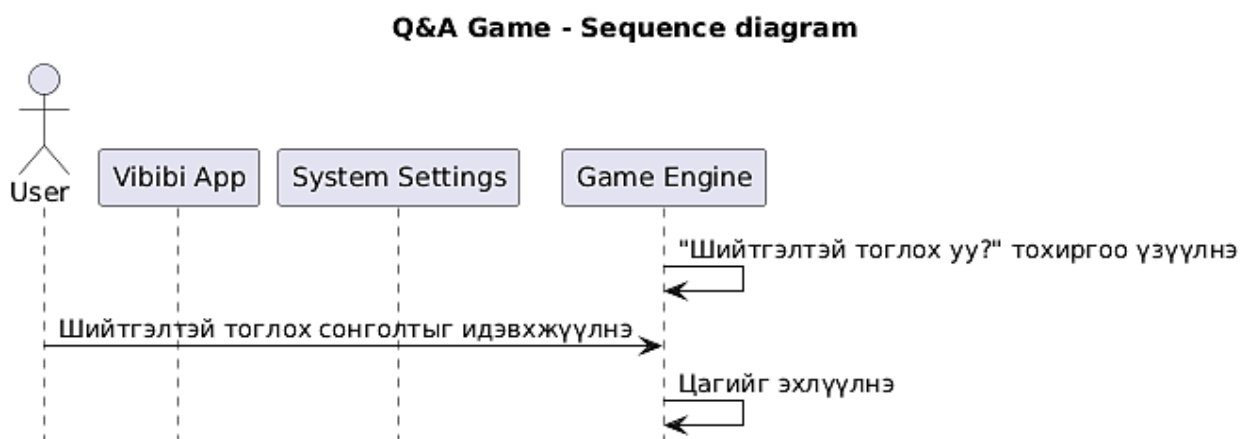 Q&A Game - Sequence diagram
User
Vibibi App
System Settings
Game Engine
"Шийтгэлтэй тоглох уу?" тохиргоо үзүүлнэ
Шийтгэлтэй тоглох сонголтыг идэвхжүүлнэ
Цагийг эхлүүлнэ